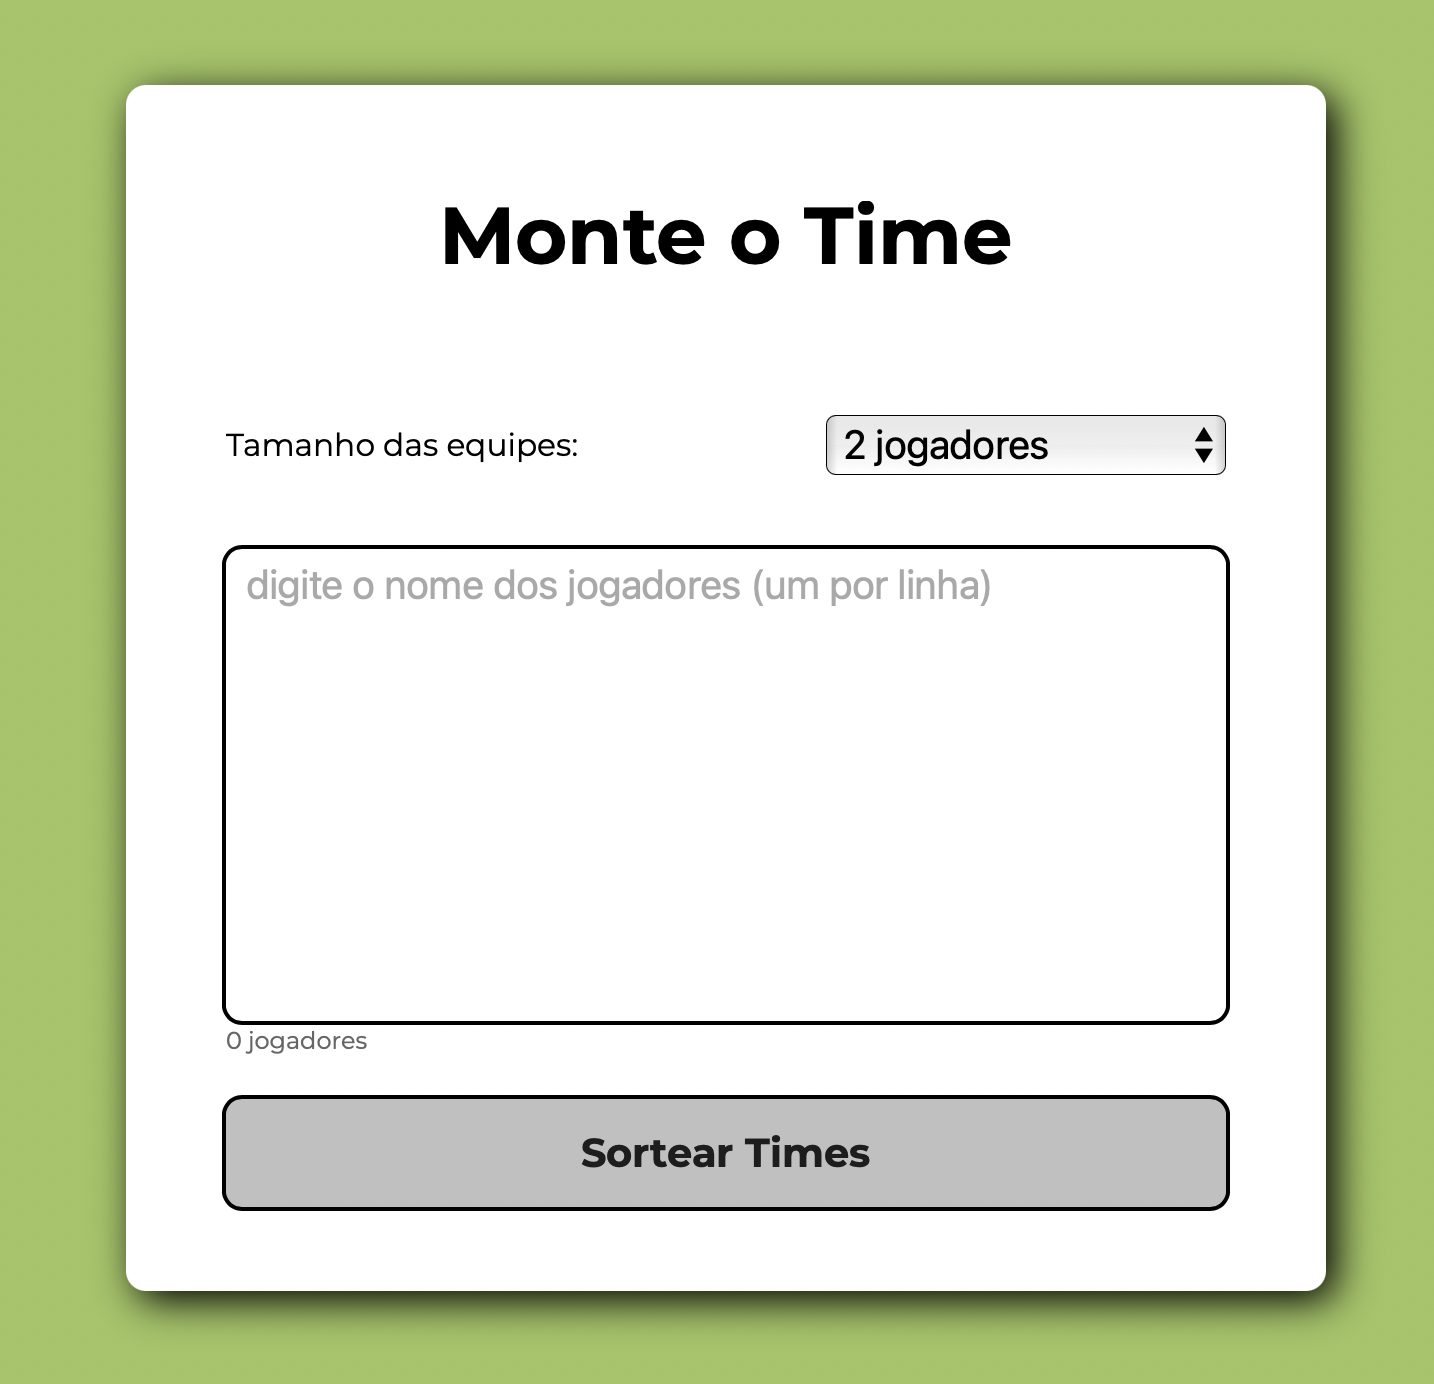 Monte o Time
Tamanho das equipes:
2 jogadores
digite o nome dos jogadores (um por linha)
0 jogadores
Sortear Times